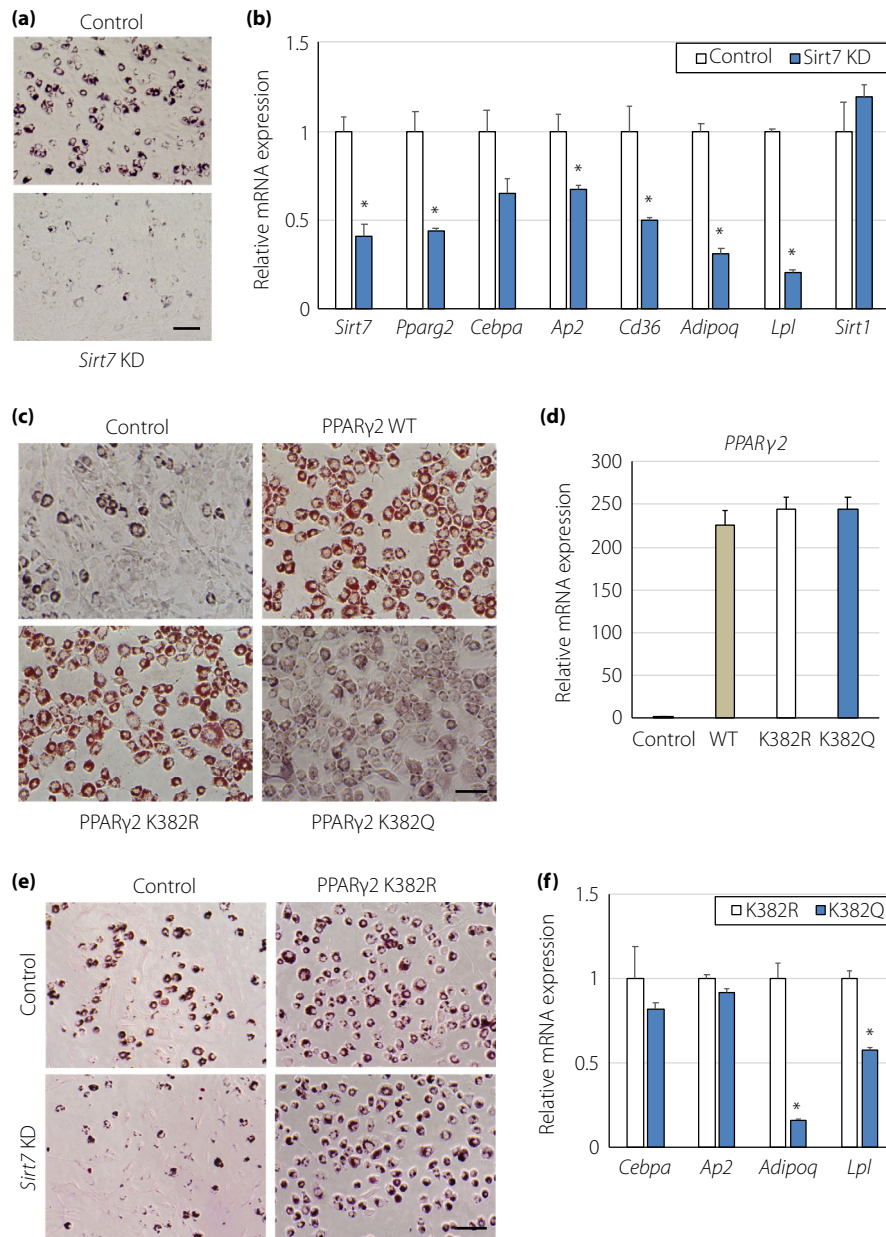 (a)
Control
Sirt7 KD
(b)
Relative mRNA expression
1.5
1
0.5
0
Control Sirt7 KD
* * * * * *
Sirt7 Pparg2 Cebpa Ap2 Cd36 Adipoq Lpl Sirt1
(c)
Control PPARγ2 WT
PPARγ2 K382R PPARγ2 K382Q
(d)
PPARγ2
Relative mRNA expression
300
250
200
150
100
50
0
Control WT K382R K382Q
(e)
Control PPARγ2 K382R
Control
Sirt7 KD
(f)
Relative mRNA expression
1.5
1
0.5
0
K382R K382Q
* *
Cebpa Ap2 Adipoq Lpl